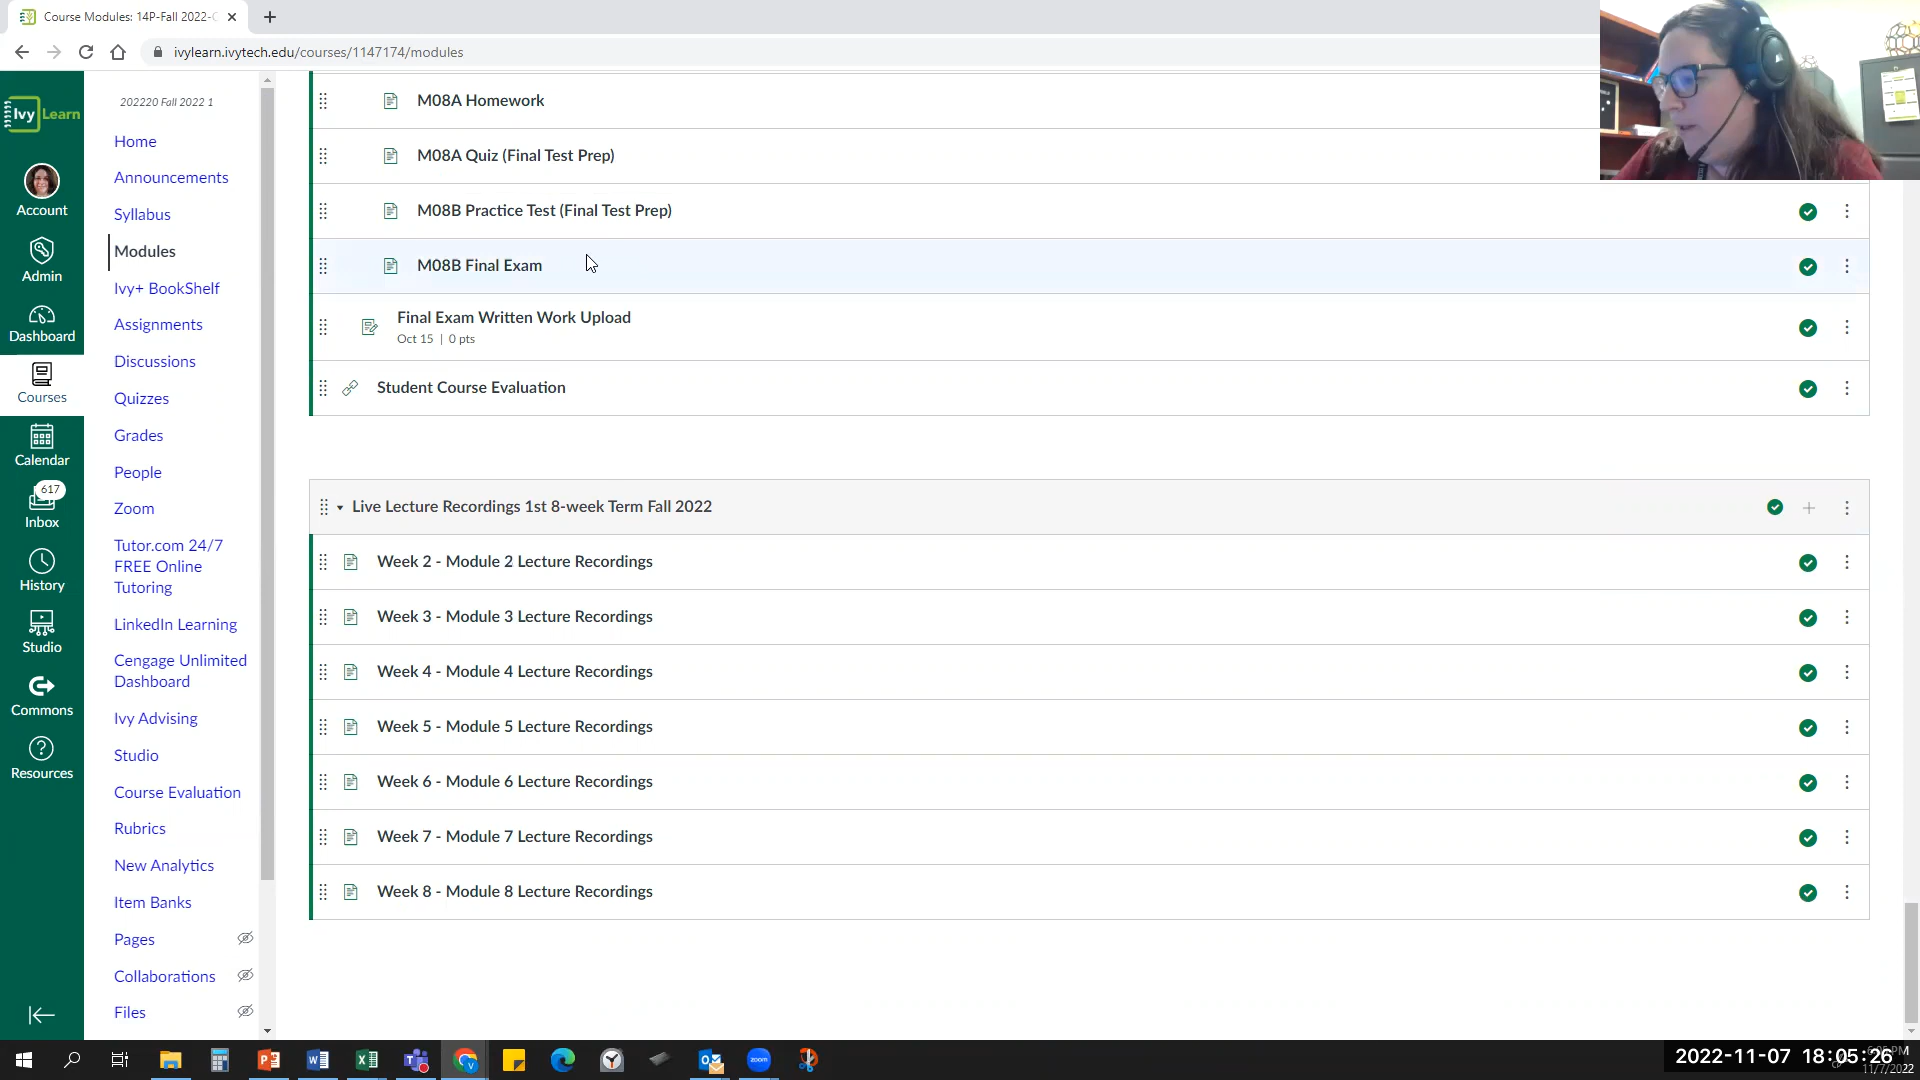 Course Modules: 14P-Fall 2022-C
ivylearn.ivytech.edu/courses/1147174/modules
Ivy Learn
Account
Admin
Dashboard
Courses
Calendar
617
Inbox
History
Studio
Commons
Resources
202220 Fall 2022 1
Home
Announcements
Syllabus
Modules
Ivy+ BookShelf
Assignments
Discussions
Quizzes
Grades
People
Zoom
Tutor.com 24/7
FREE Online
Tutoring
LinkedIn Learning
Cengage Unlimited
Dashboard
Ivy Advising
Studio
Course Evaluation
Rubrics
New Analytics
Item Banks
Pages
Collaborations
Files
M08A Homework
M08A Quiz (Final Test Prep)
M08B Practice Test (Final Test Prep)
M08B Final Exam
Final Exam Written Work Upload
Oct 15 | 0 pts
Student Course Evaluation
Live Lecture Recordings 1st 8-week Term Fall 2022
Week 2 - Module 2 Lecture Recordings
Week 3 - Module 3 Lecture Recordings
Week 4 - Module 4 Lecture Recordings
Week 5 - Module 5 Lecture Recordings
Week 6 - Module 6 Lecture Recordings
Week 7 - Module 7 Lecture Recordings
Week 8 - Module 8 Lecture Recordings
zoom
2022-11-07 18:05:26
11/7/2022